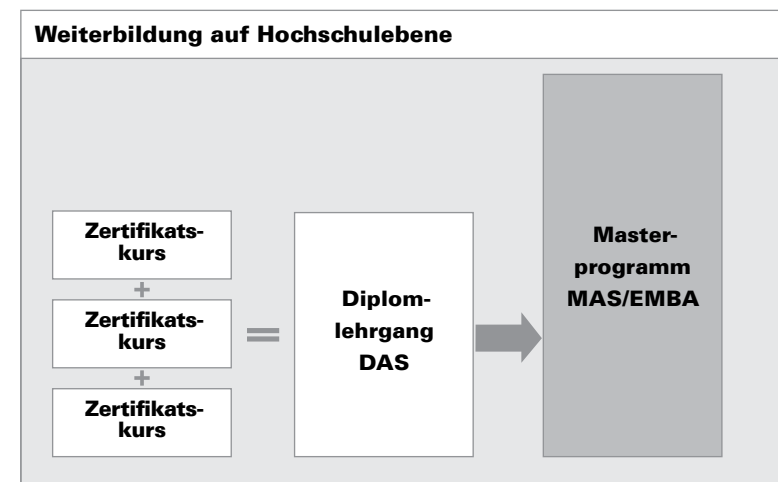 Weiterbildung auf Hochschulebene
Zertifikats-
kurs
+
Zertifikats-
kurs
+
Zertifikats-
kurs
=
Diplom-
lehrgang
DAS
Master-
programm
MAS/EMBA